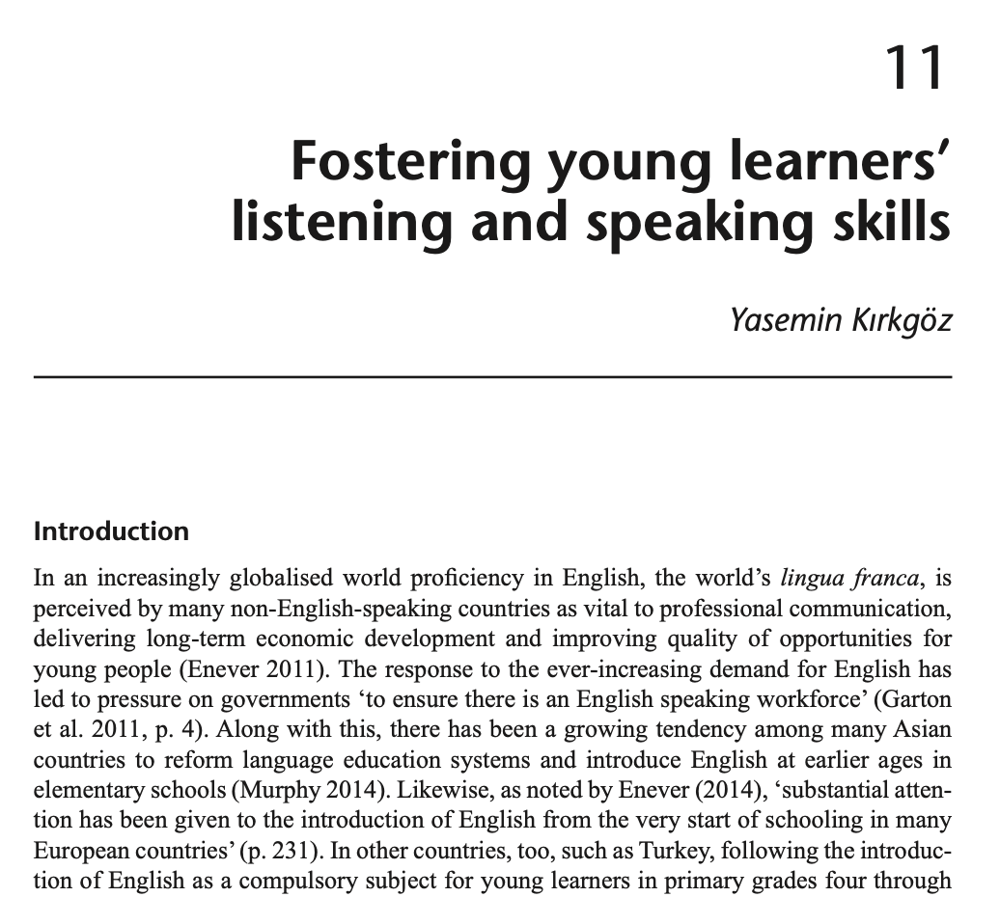 11
Fostering young learners’
listening and speaking skills
Yasemin Kırkgöz
Introduction
In an increasingly globalised world proficiency in English, the world’s lingua franca, is
perceived by many non-English-speaking countries as vital to professional communication,
delivering long-term economic development and improving quality of opportunities for
young people (Enever 2011). The response to the ever-increasing demand for English has
led to pressure on governments ‘to ensure there is an English speaking workforce’ (Garton
et al. 2011, p. 4). Along with this, there has been a growing tendency among many Asian
countries to reform language education systems and introduce English at earlier ages in
elementary schools (Murphy 2014). Likewise, as noted by Enever (2014), ‘substantial atten-
tion has been given to the introduction of English from the very start of schooling in many
European countries’ (p. 231). In other countries, too, such as Turkey, following the introduc-
tion of English as a compulsory subject for young learners in primary grades four through